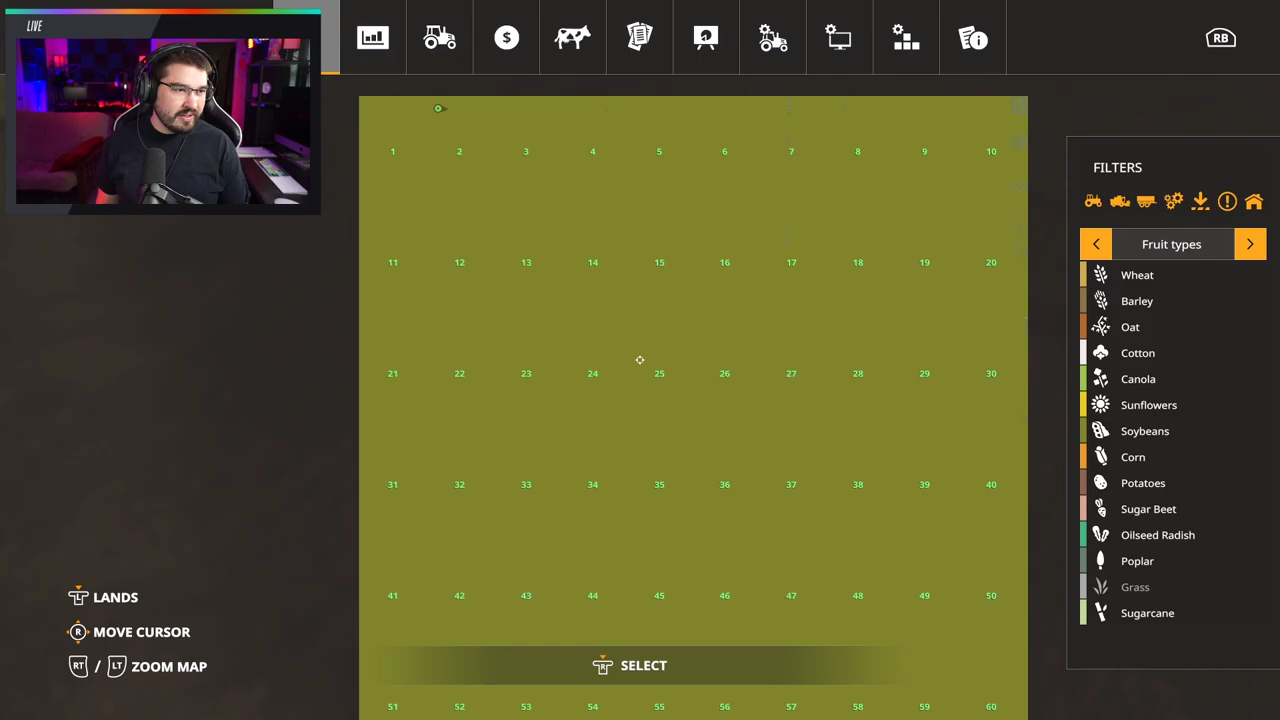 LIVE
$
RB
1 2 3 4 5 6 7 8 9 10
11 12 13 14 15 16 17 18 19 20
21 22 23 24 25 26 27 28 29 30
31 32 33 34 35 36 37 38 39 40
41 42 43 44 45 46 47 48 49 50
51 52 53 54 55 56 57 58 59 60
FILTERS
Fruit types
Wheat
Barley
Oat
Cotton
Canola
Sunflowers
Soybeans
Corn
Potatoes
Sugar Beet
Oilseed Radish
Poplar
Grass
Sugarcane
L LANDS
R MOVE CURSOR
RT / LT ZOOM MAP
R SELECT